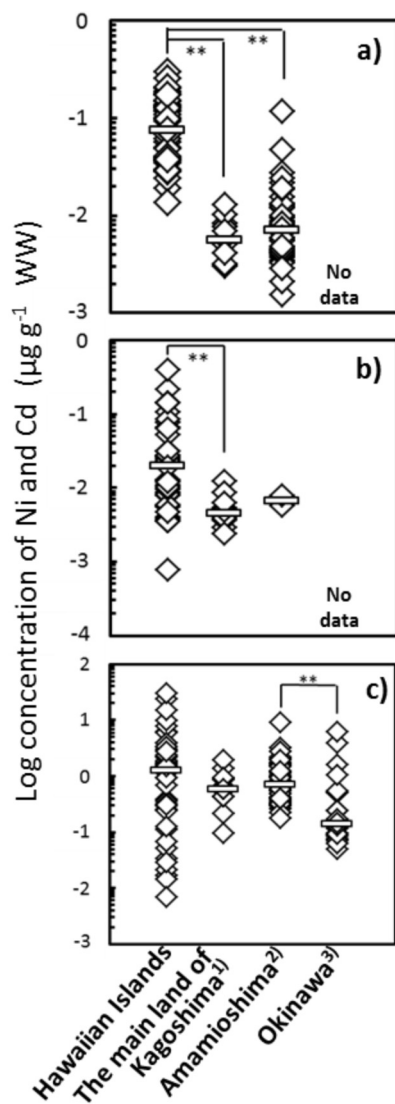 Log concentration of Ni and Cd (µg g⁻¹ WW)
-0
-1
-2
-3
**
**
a)
No
data
-0
-1
-2
-3
-4
**
b)
No
data
2
1
-0
-1
-2
-3
**
c)
Hawaiian Islands
The main land of
Kagoshima¹⁾
Amamioshima²⁾
Okinawa³⁾